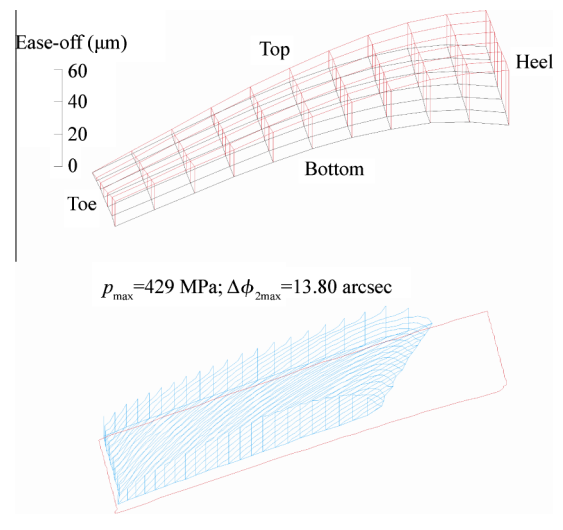 Ease-off (μm)
Top
Heel
60
40
20
0
Bottom
Toe
p_max=429 MPa; Δϕ_2max=13.80 arcsec